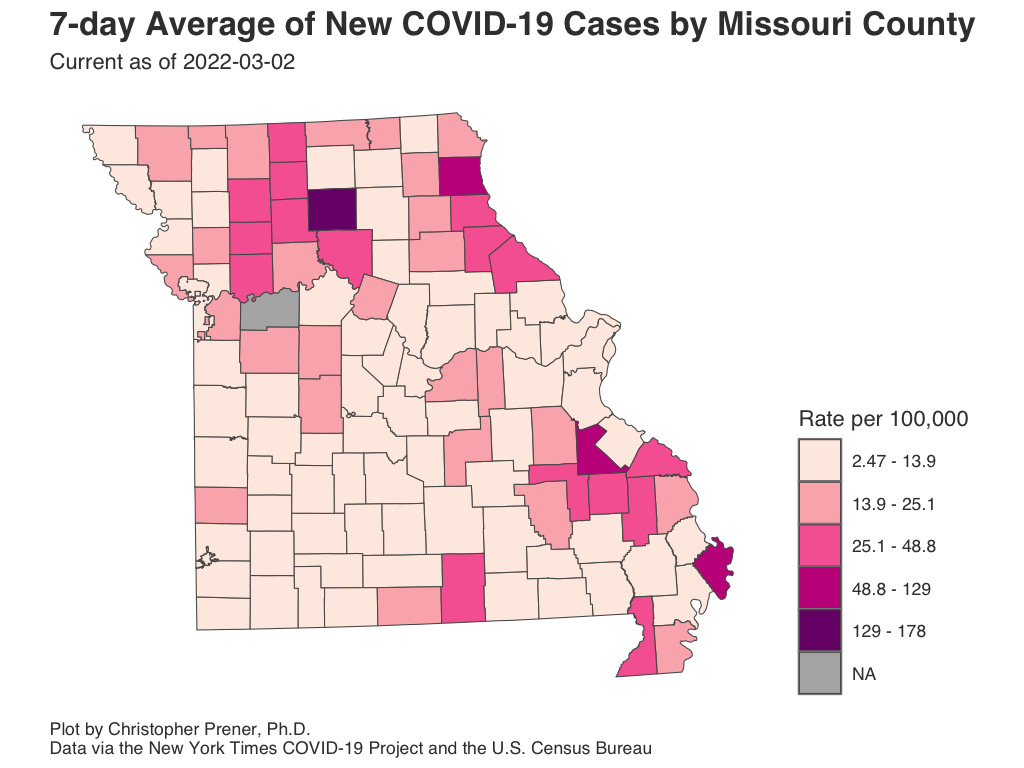 7-day Average of New COVID-19 Cases by Missouri County
Current as of 2022-03-02
Rate per 100,000
2.47 - 13.9
13.9 - 25.1
25.1 - 48.8
48.8 - 129
129 - 178
NA
Plot by Christopher Prener, Ph.D.
Data via the New York Times COVID-19 Project and the U.S. Census Bureau